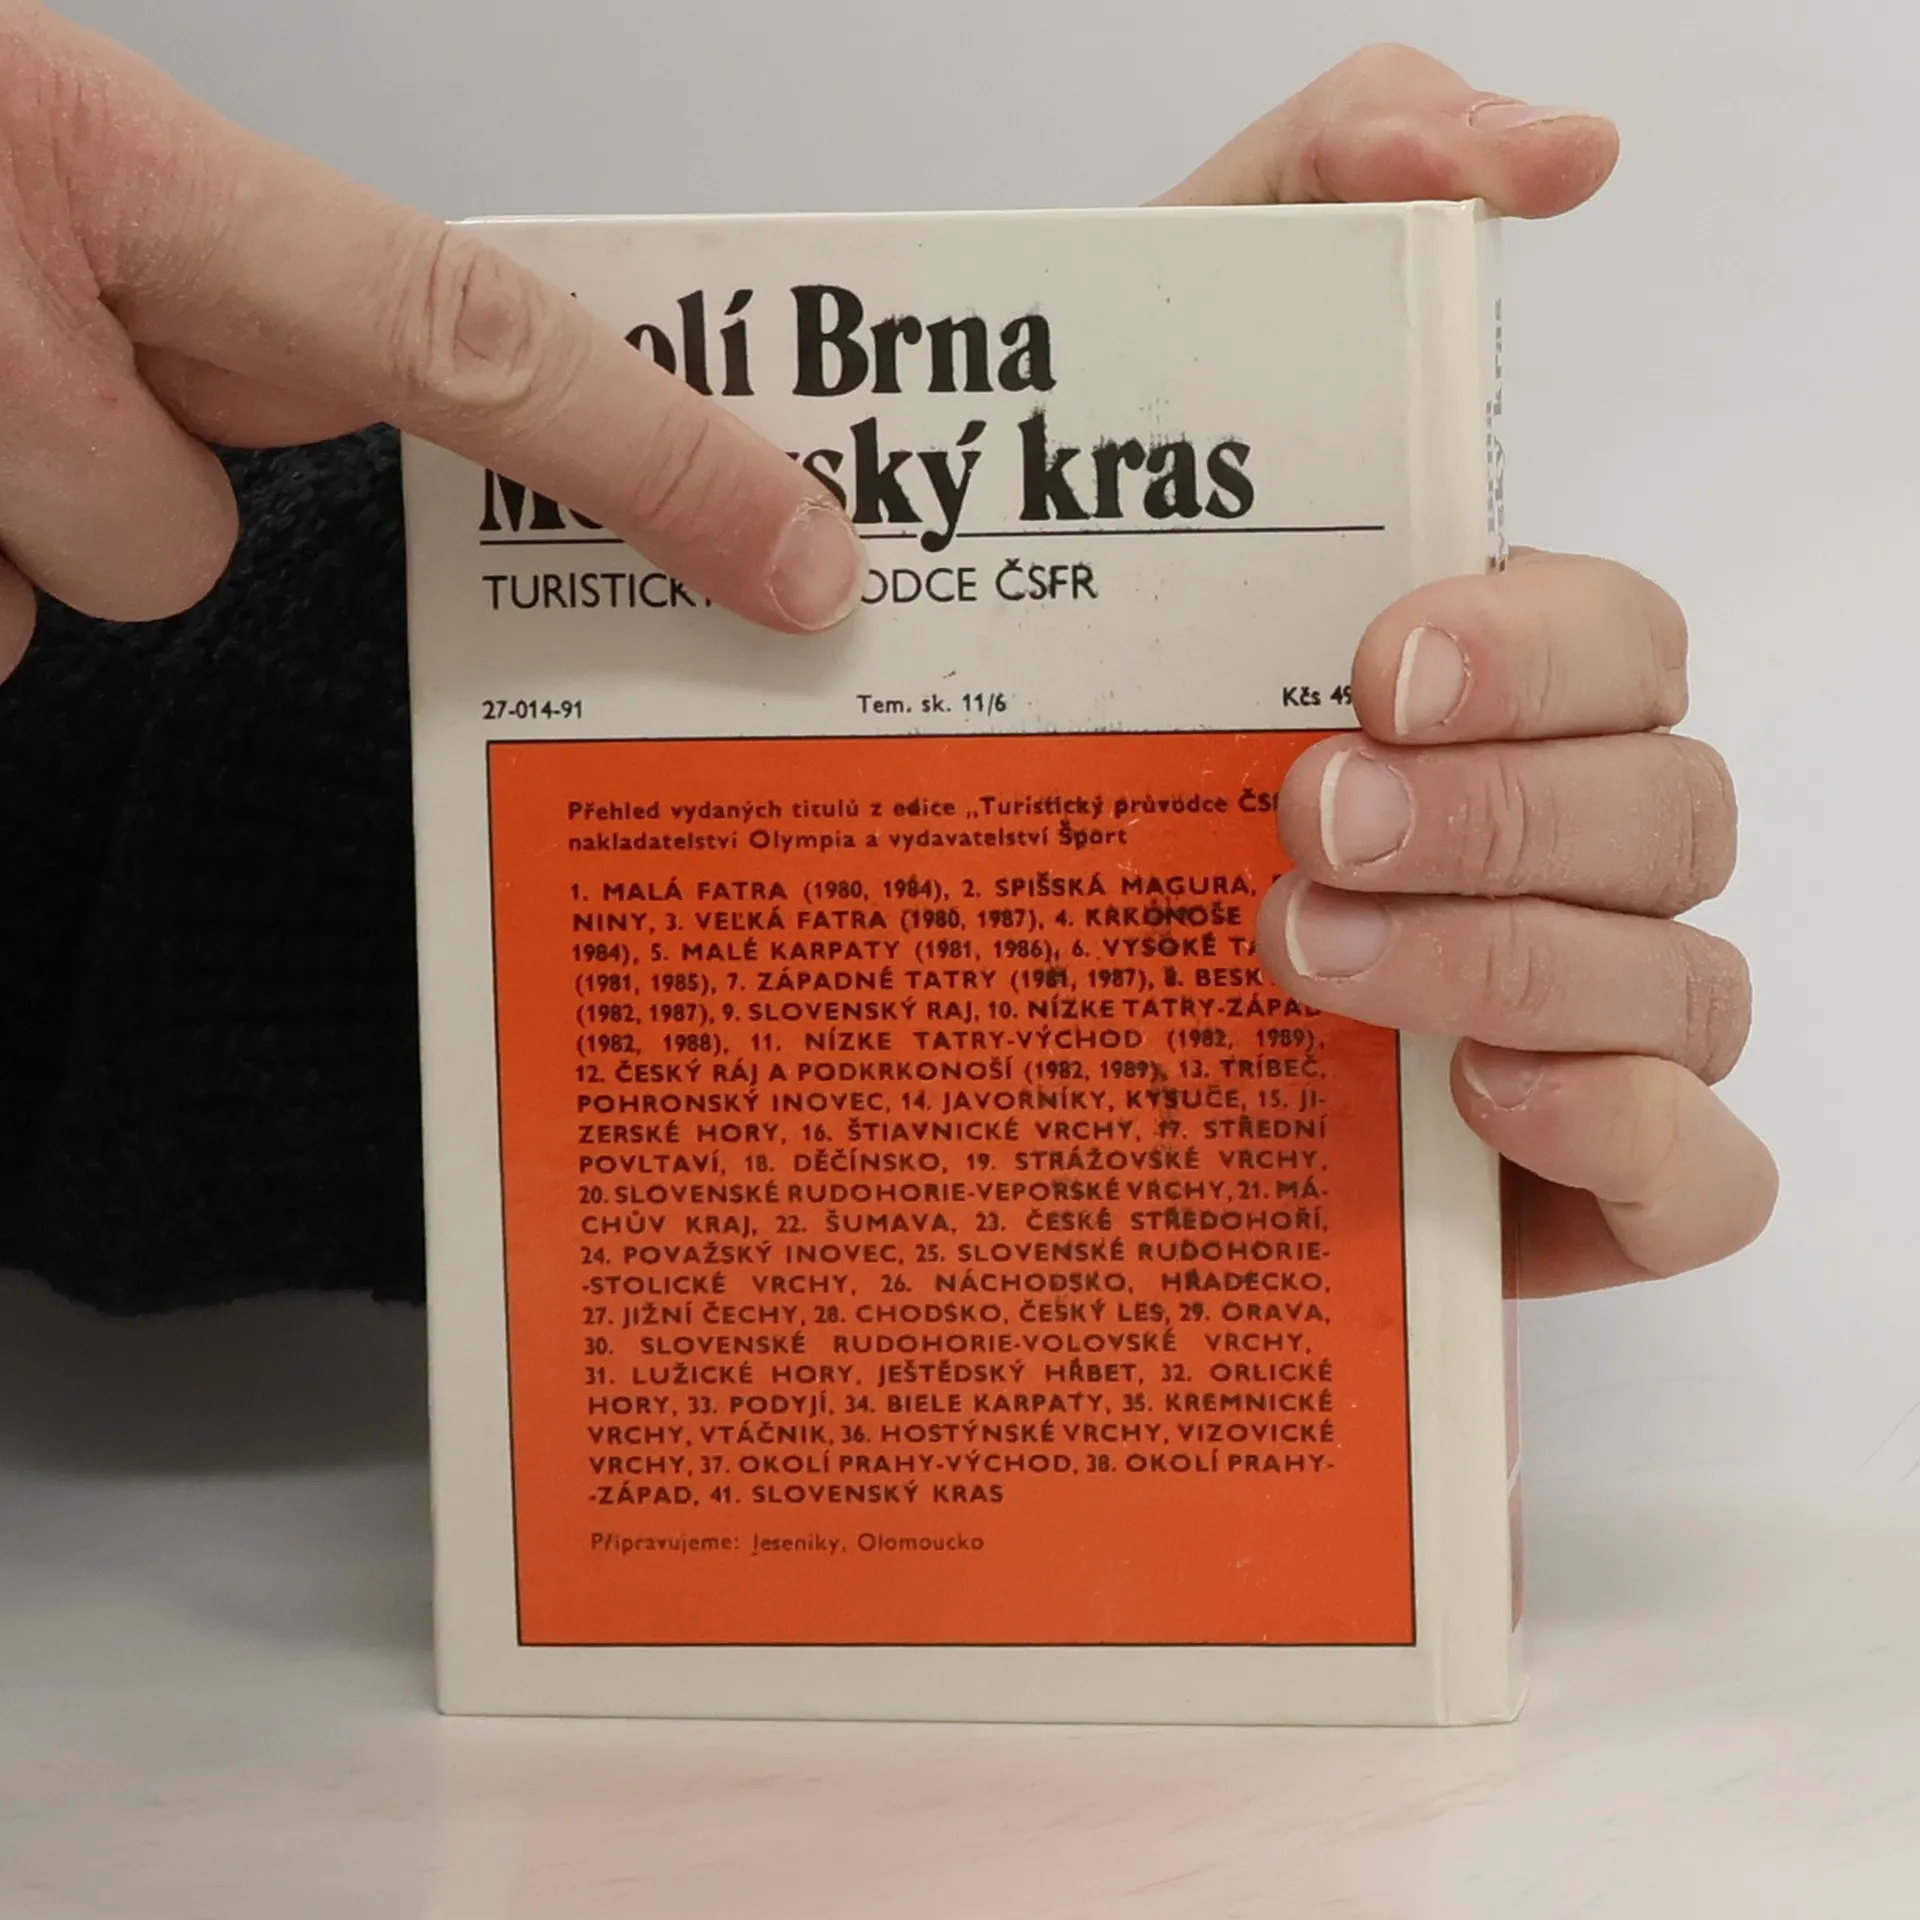 Brna
kras
TURISTICKÝ ČSFR
27-014-91 Tem. sk. 11/6 Kčs
Přehled vydaných titulů z edice „Turistický průvodce
nakladatelství Olympia a vydavatelství Šport
1. MALÁ FATRA (1980, 1984), 2. SPIŠSKÁ MAGURA,
NINY, 3. VEĽKÁ FATRA (1980, 1987), 4. KRKONOŠE
1984), 5. MALÉ KARPATY (1981, 1986), 6. VYSOKÉ
(1981, 1985), 7. ZÁPADNÉ TATRY (1981, 1987), 8.
(1982, 1987), 9. SLOVENSKÝ RAJ, 10. NÍZKE TATRY-ZÁPAD
(1982, 1988), 11. NÍZKE TATRY-VÝCHOD (1982, 1989),
12. ČESKÝ RÁJ A PODKRKONOŠÍ (1982, 1989), 13. TRÍBEČ,
POHRONSKÝ INOVEC, 14. JAVORNÍKY, KYSUCE, 15. JI-
ZERSKÉ HORY, 16. ŠTIAVNICKÉ VRCHY, 17. STŘEDNÍ
POVLTAVÍ, 18. DĚČÍNSKO, 19. STRÁŽOVSKÉ VRCHY,
20. SLOVENSKÉ RUDOHORIE-VEPORSKÉ VRCHY, 21. MÁ-
CHŮV KRAJ, 22. ŠUMAVA, 23. ČESKÉ STŘEDOHOŘÍ,
24. POVAŽSKÝ INOVEC, 25. SLOVENSKÉ RUDOHORIE-
-STOLICKÉ VRCHY, 26. NÁCHODSKO, HRADECKO,
27. JIŽNÍ ČECHY, 28. CHODSKO, ČESKÝ LES, 29. ORAVA,
30. SLOVENSKÉ RUDOHORIE-VOLOVSKÉ VRCHY,
31. LUŽICKÉ HORY, JEŠTĚDSKÝ HŘBET, 32. ORLICKÉ
HORY, 33. PODYJÍ, 34. BIELE KARPATY, 35. KREMNICKÉ
VRCHY, VTÁČNIK, 36. HOSTÝNSKÉ VRCHY, VIZOVICKÉ
VRCHY, 37. OKOLÍ PRAHY-VÝCHOD, 38. OKOLÍ PRAHY-
-ZÁPAD, 41. SLOVENSKÝ KRAS
Připravujeme: Jeseníky, Olomoucko